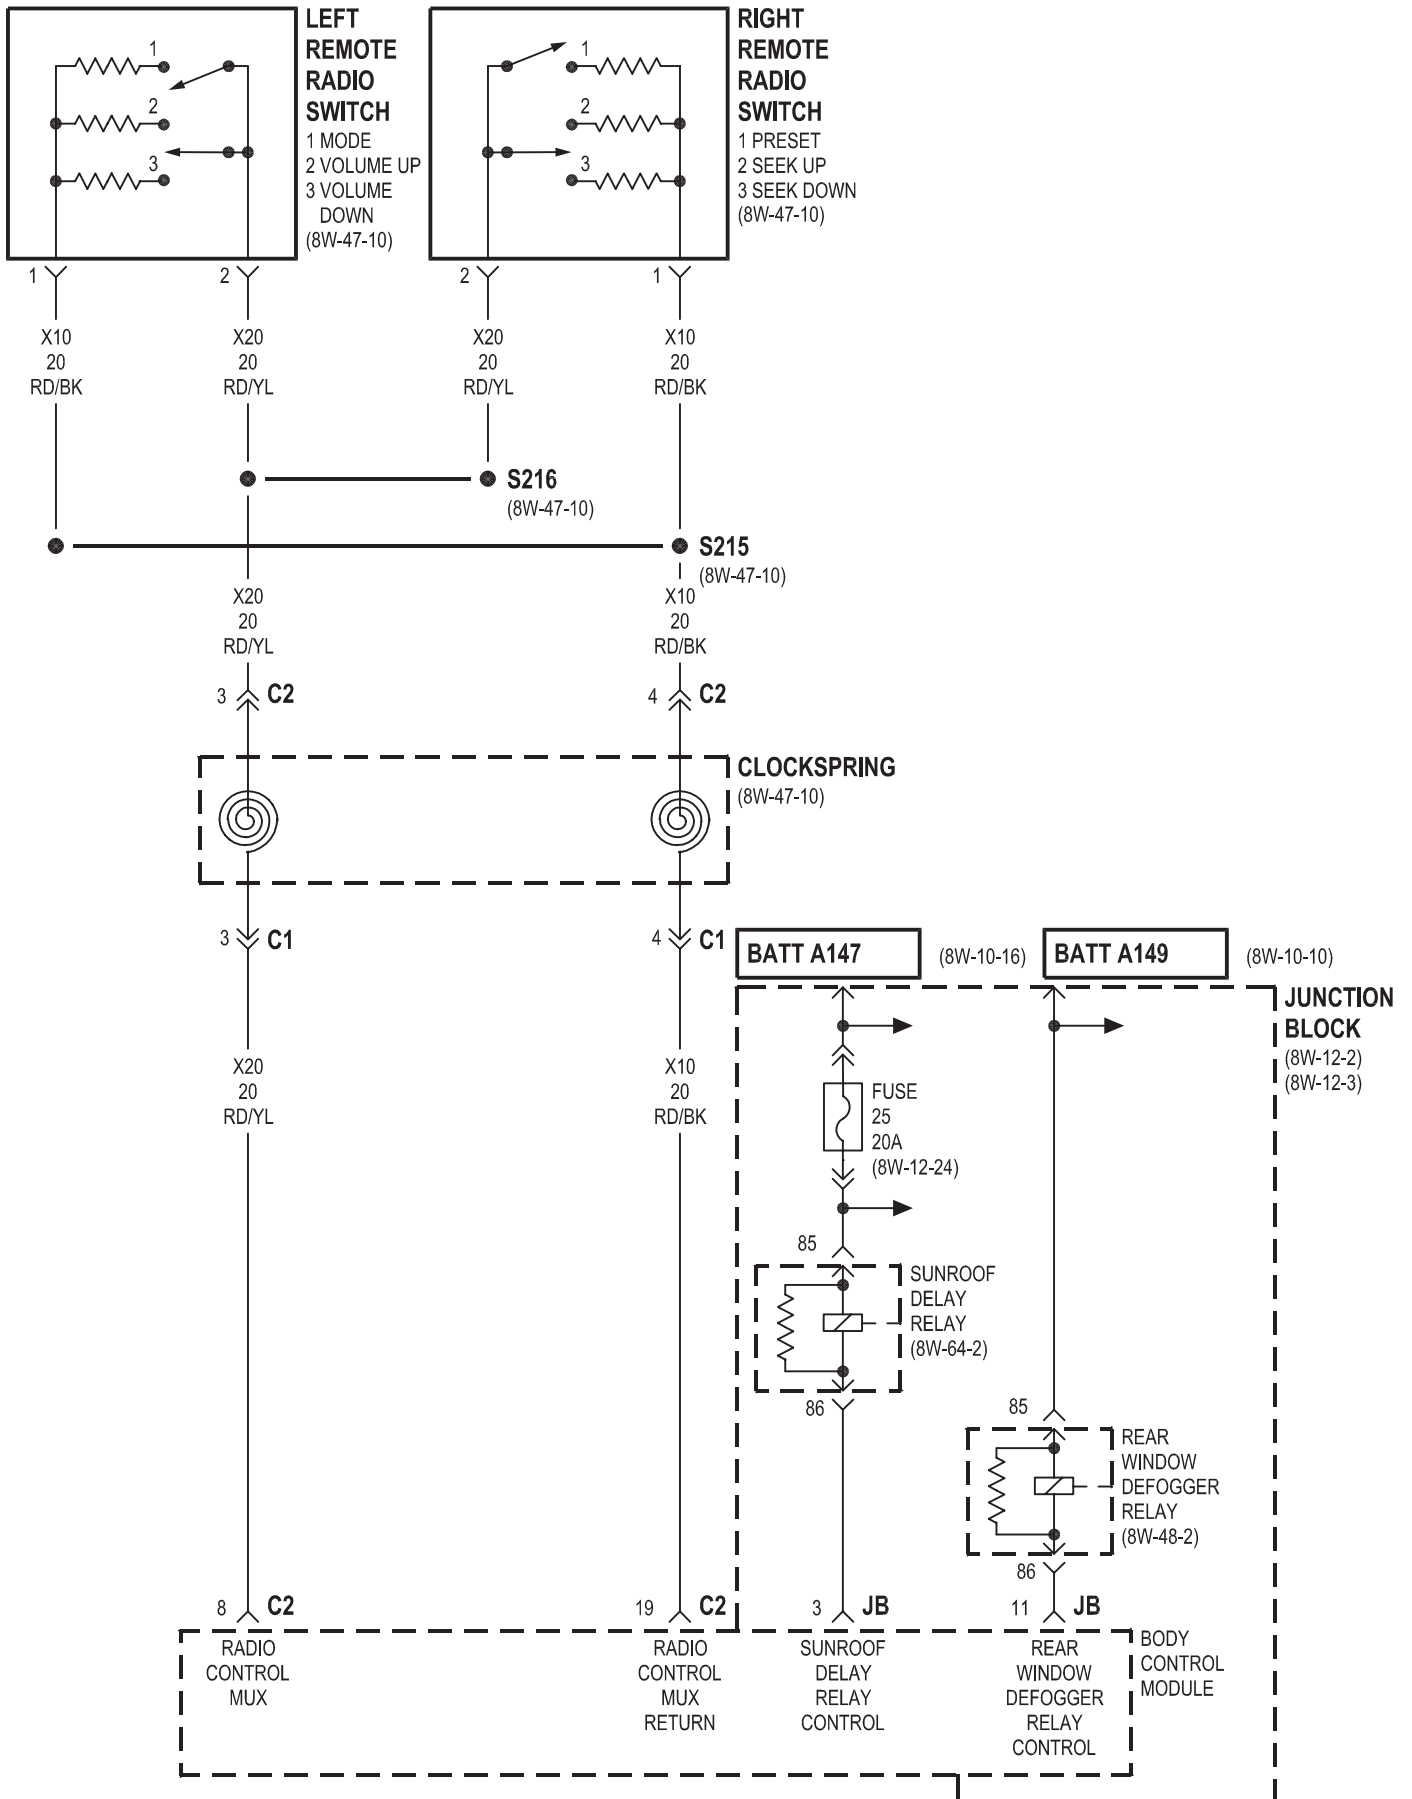 LEFT
REMOTE
RADIO
SWITCH
1 MODE
2 VOLUME UP
3 VOLUME
DOWN
(8W-47-10)
1
2
3
RIGHT
REMOTE
RADIO
SWITCH
1 PRESET
2 SEEK UP
3 SEEK DOWN
(8W-47-10)
1
2
3
1
2
2
1
X10
20
RD/BK
X20
20
RD/YL
X20
20
RD/YL
X10
20
RD/BK
S216
(8W-47-10)
S215
(8W-47-10)
X20
20
RD/YL
X10
20
RD/BK
3
C2
4
C2
CLOCKSPRING
(8W-47-10)
3
C1
4
C1
BATT A147
(8W-10-16)
BATT A149
(8W-10-10)
JUNCTION
BLOCK
(8W-12-2)
(8W-12-3)
X20
20
RD/YL
X10
20
RD/BK
FUSE
25
20A
(8W-12-24)
85
SUNROOF
DELAY
RELAY
(8W-64-2)
86
85
REAR
WINDOW
DEFOGGER
RELAY
(8W-48-2)
86
8
C2
19
C2
3
JB
11
JB
RADIO
CONTROL
MUX
RADIO
CONTROL
MUX
RETURN
SUNROOF
DELAY
RELAY
CONTROL
REAR
WINDOW
DEFOGGER
RELAY
CONTROL
BODY
CONTROL
MODULE